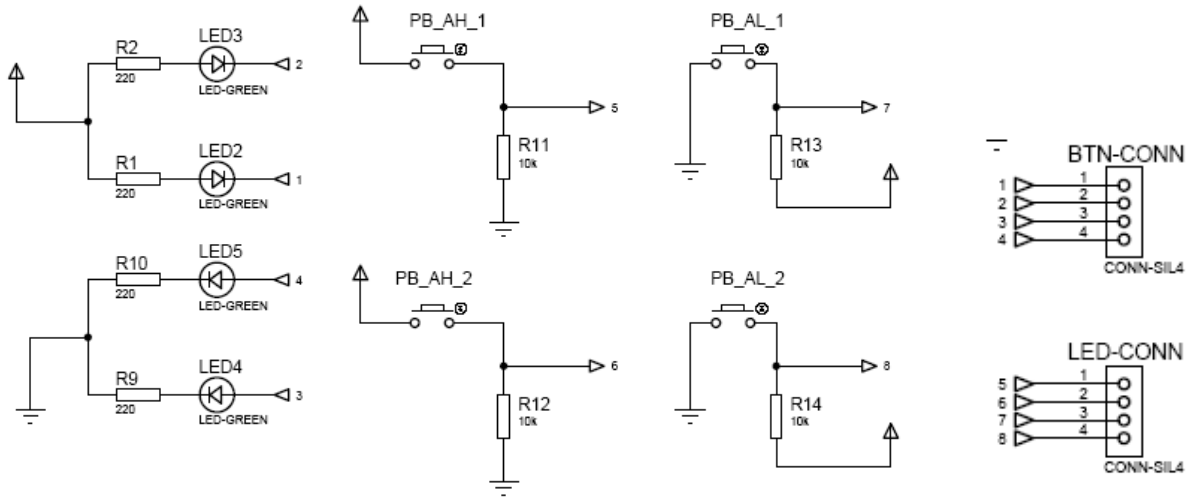 R2
220
LED3
LED-GREEN
2
R1
220
LED2
LED-GREEN
1
R10
220
LED5
LED-GREEN
4
R9
220
LED4
LED-GREEN
3
PB_AH_1
5
R11
10k
PB_AH_2
6
R12
10k
PB_AL_1
7
R13
10k
PB_AL_2
8
R14
10k
BTN-CONN
1 1
2 2
3 3
4 4
CONN-SIL4
LED-CONN
5 1
6 2
7 3
8 4
CONN-SIL4